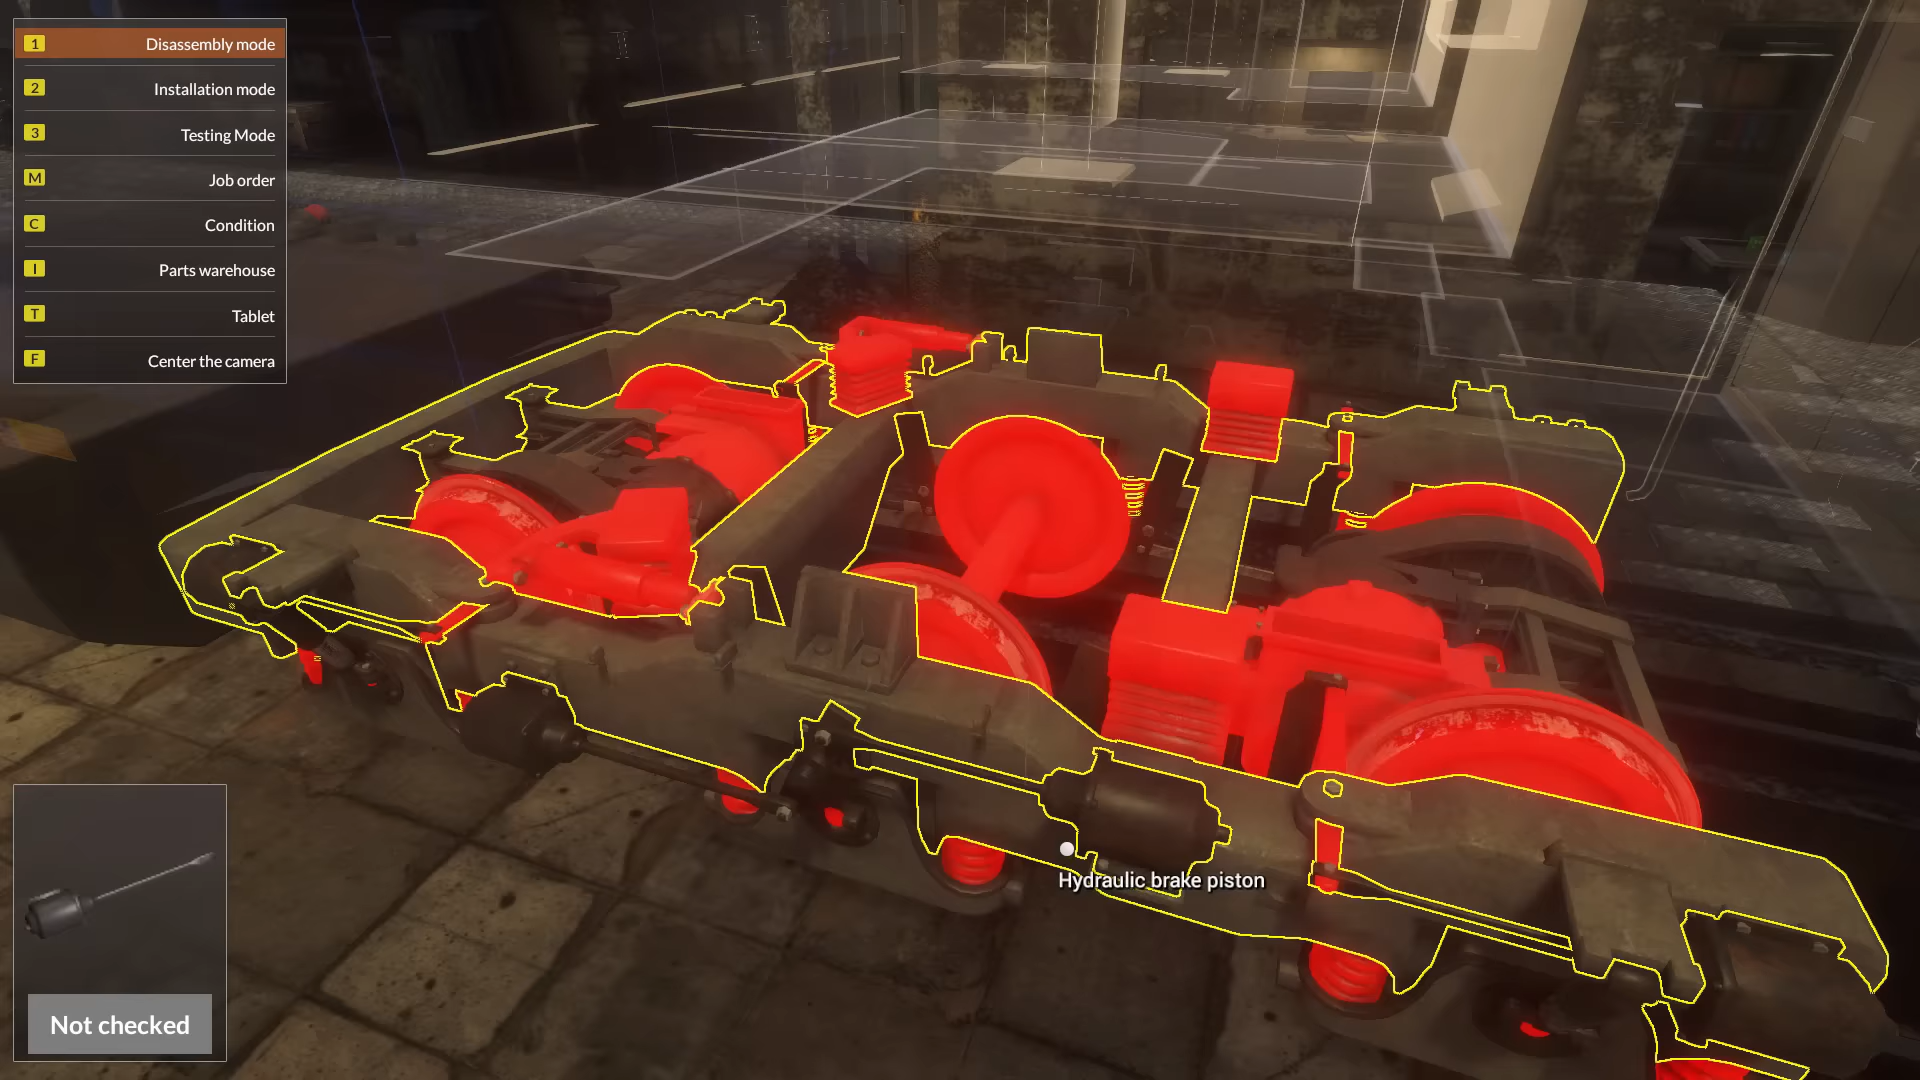 1 Disassembly mode
2 Installation mode
3 Testing Mode
M Job order
C Condition
I Parts warehouse
T Tablet
F Center the camera
Hydraulic brake piston
Not checked